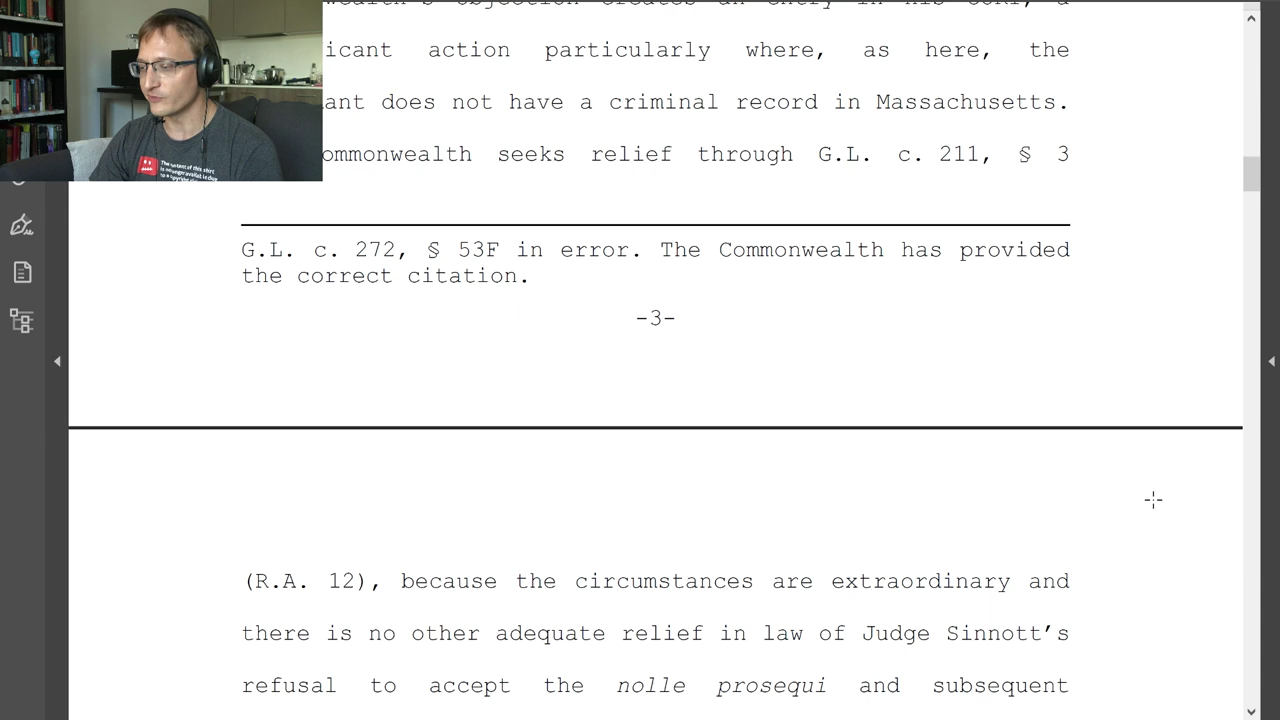 icant action particularly where, as here, the
ant does not have a criminal record in Massachusetts.
ommonwealth seeks relief through G.L. c. 211, § 3
G.L. c. 272, § 53F in error. The Commonwealth has provided
the correct citation.
-3-
(R.A. 12), because the circumstances are extraordinary and
there is no other adequate relief in law of Judge Sinnott’s
refusal to accept the nolle prosequi and subsequent